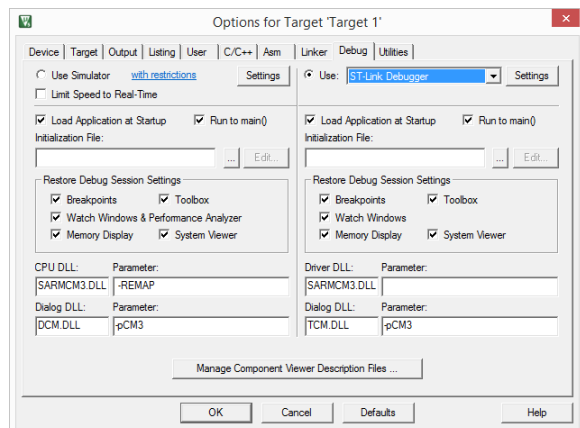 Options for Target 'Target 1'
Device Target Output Listing User C/C++ Asm Linker Debug Utilities
Use Simulator with restrictions Settings Use: ST-Link Debugger Settings
Limit Speed to Real-Time
Load Application at Startup Run to main() Load Application at Startup Run to main()
Initialization File: Initialization File:
... Edit... ... Edit...
Restore Debug Session Settings Restore Debug Session Settings
Breakpoints Toolbox Breakpoints Toolbox
Watch Windows & Performance Analyzer Watch Windows
Memory Display System Viewer Memory Display System Viewer
CPU DLL: Parameter: Driver DLL: Parameter:
SARMCM3.DLL -REMAP SARMCM3.DLL
Dialog DLL: Parameter: Dialog DLL: Parameter:
DCM.DLL -pCM3 TCM.DLL -pCM3
Manage Component Viewer Description Files ...
OK Cancel Defaults Help